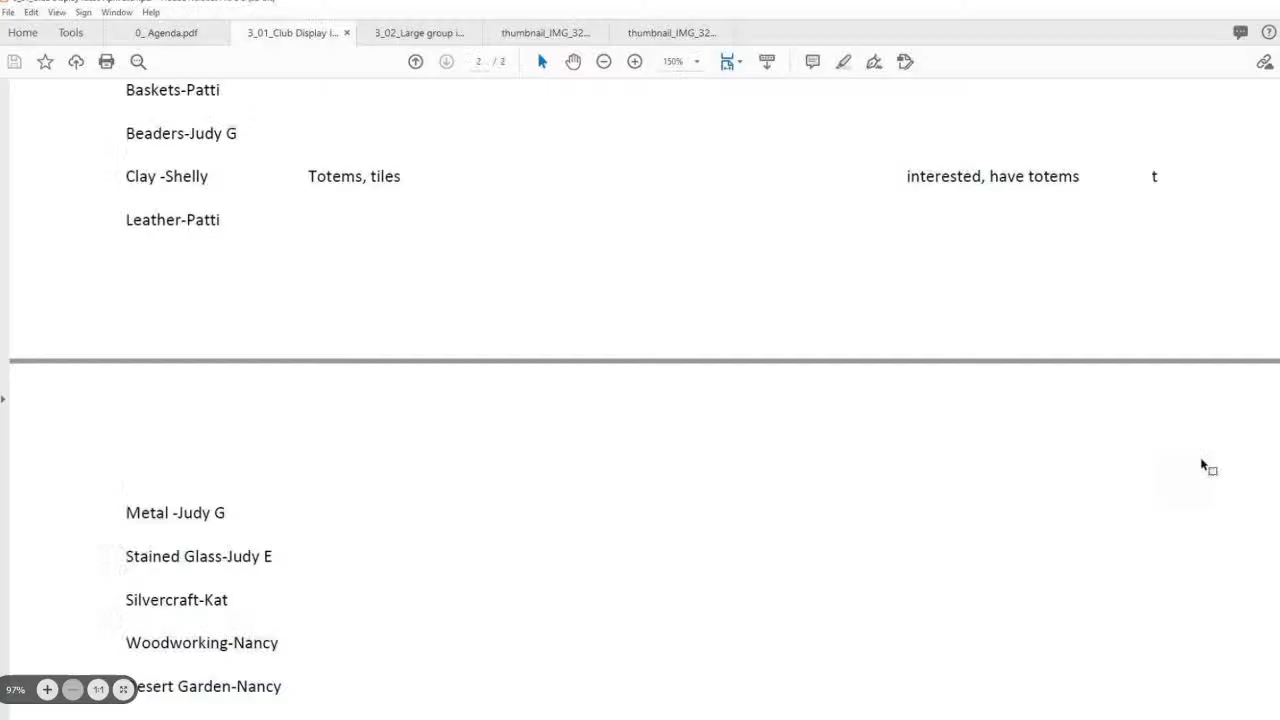 File Edit View Sign Window Help
Home Tools 0_ Agenda.pdf 3_01_Club Display I... × 3_02_Large group i... thumbnail_IMG_32... thumbnail_IMG_32...
2 / 2 150%
Baskets-Patti
Beaders-Judy G
Clay -Shelly Totems, tiles interested, have totems t
Leather-Patti
Metal -Judy G
Stained Glass-Judy E
Silvercraft-Kat
Woodworking-Nancy
esert Garden-Nancy
97% 1:1